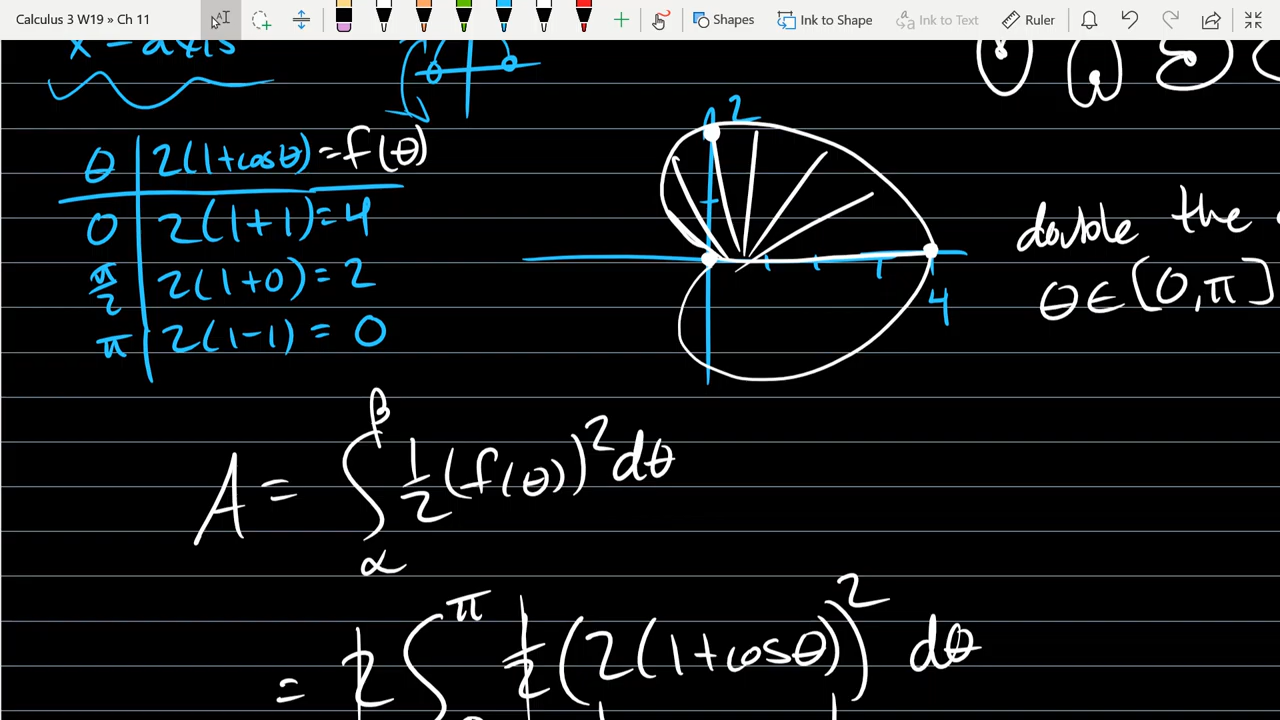 Calculus 3 W19 » Ch 11
Shapes
Ink to Shape
Ink to Text
Ruler
x-axis
θ | 2(1+cosθ)=f(θ)
0 | 2(1+1)=4
π/2 | 2(1+0)=2
π | 2(1-1)=0
2
4
double the
θ∈[0,π]
A = ∫_α^β 1/2 (f(θ))² dθ
= 2 ∫_0^π 1/2 (2(1+cosθ))² dθ